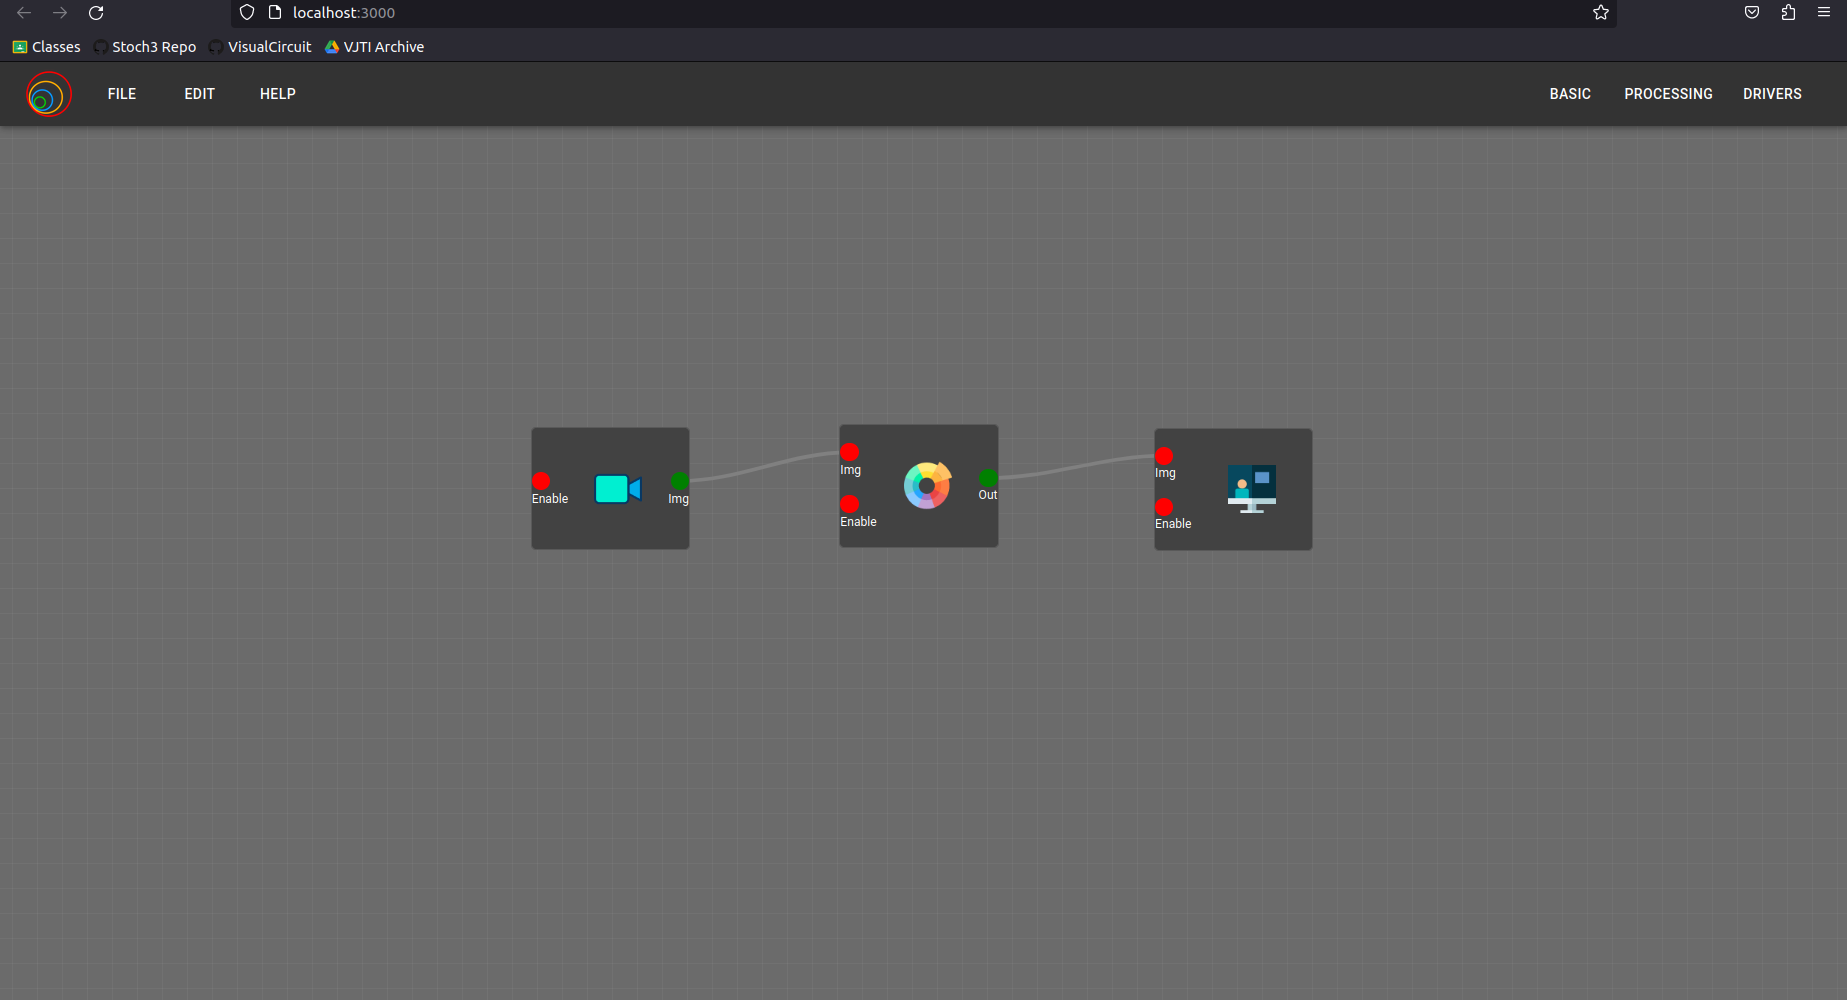 localhost:3000
Classes Stoch3 Repo VisualCircuit VJTI Archive
FILE EDIT HELP BASIC PROCESSING DRIVERS
Enable Img
Img Out
Enable
Img
Enable